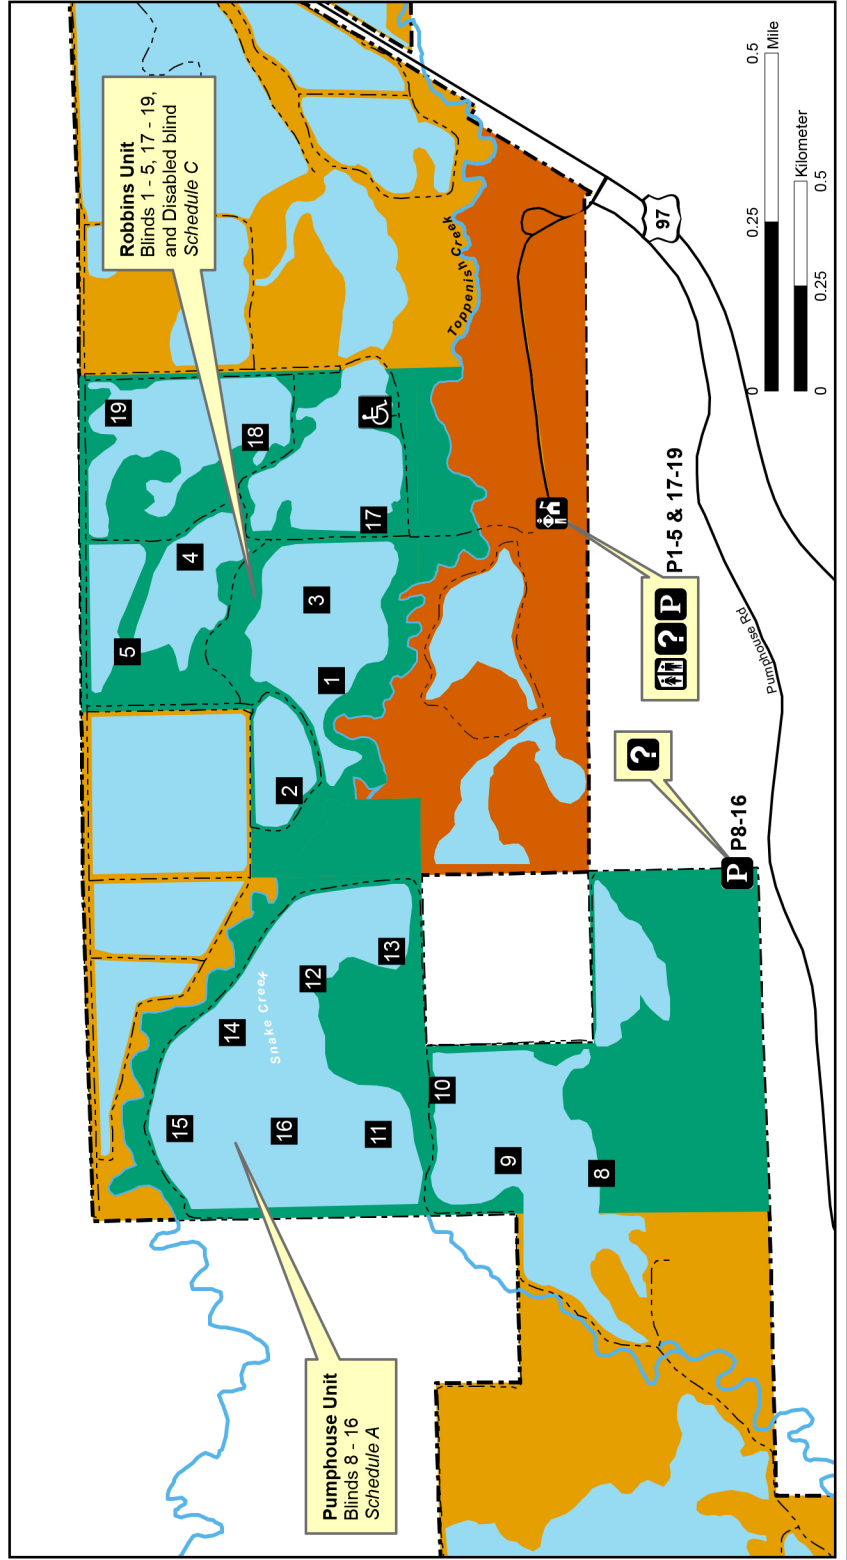 Robbins Unit
Blinds 1 - 5, 17 - 19,
and Disabled blind
Schedule C
Pumphouse Unit
Blinds 8 - 16
Schedule A
19
18
17
4
5
3
1
2
Toppenish Creek
Snake Creek
12
13
14
15
16
11
10
9
8
? P
P1-5 & 17-19
?
P
P8-16
Pumphouse Rd
97
0 0.25 0.5
Mile
Kilometer
0 0.25 0.5